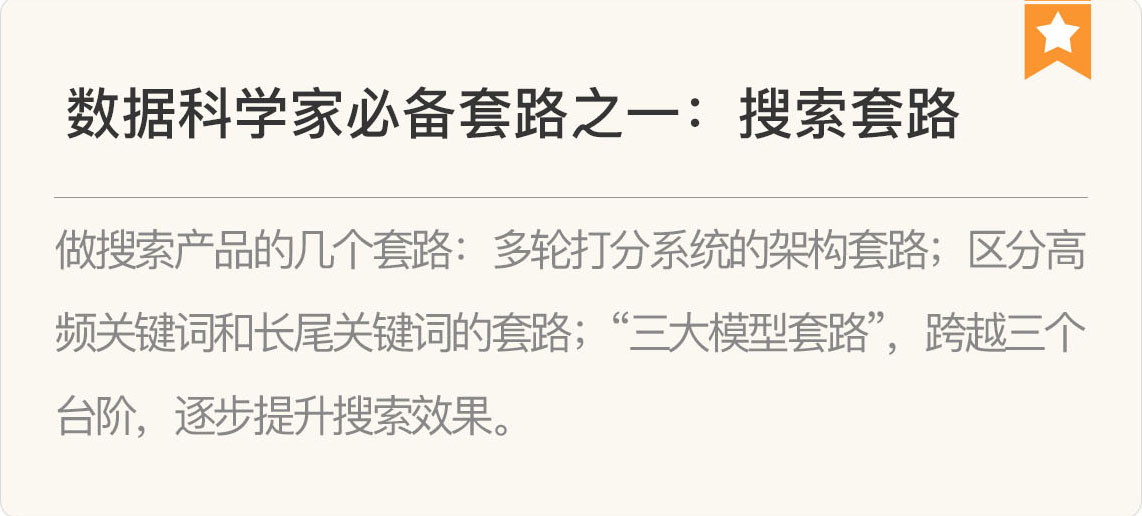 数据科学家必备套路之一：搜索套路
做搜索产品的几个套路：多轮打分系统的架构套路；区分高
频关键词和长尾关键词的套路；“三大模型套路”，跨越三个
台阶，逐步提升搜索效果。